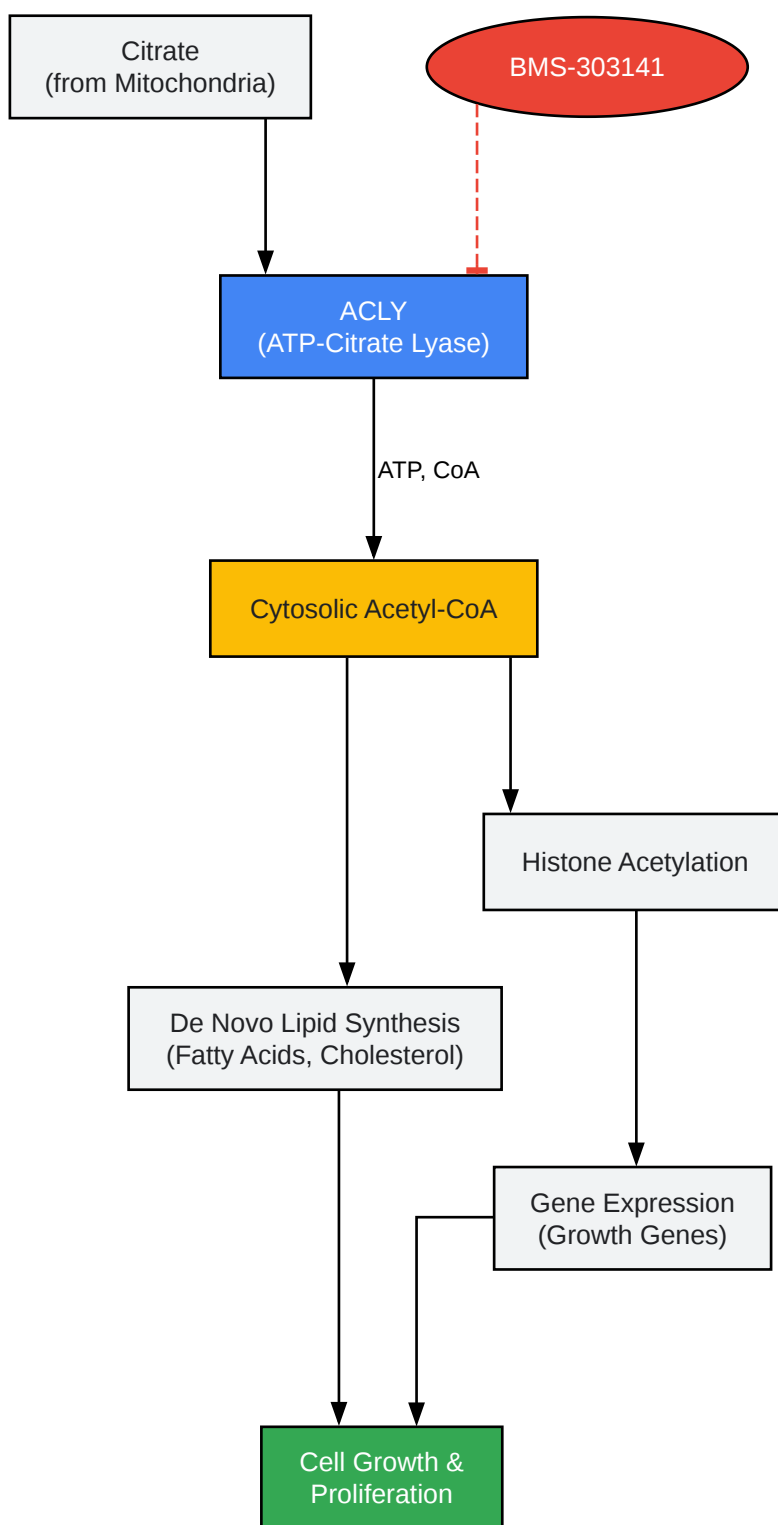 Citrate
(from Mitochondria)
BMS-303141
ACLY
(ATP-Citrate Lyase)
ATP, CoA
Cytosolic Acetyl-CoA
Histone Acetylation
De Novo Lipid Synthesis
(Fatty Acids, Cholesterol)
Gene Expression
(Growth Genes)
Cell Growth &
Proliferation